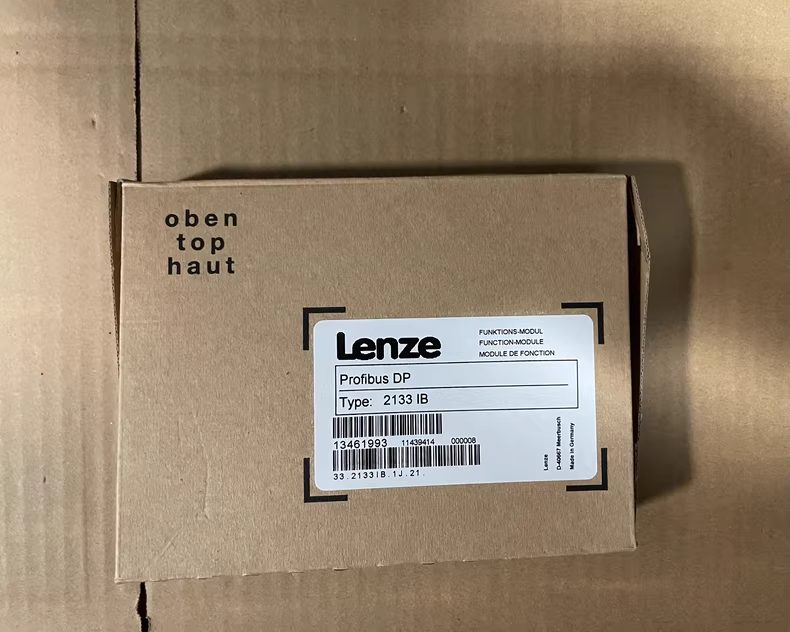 oben
top
haut
Lenze
FUNKTIONS-MODUL
FUNCTION-MODULE
MODULE DE FONCTION
Profibus DP
Type: 2133 IB
13461993 11439414 000008
33.2133IB.1J.21.
Lenze
D-40667 Meerbusch
Made in Germany